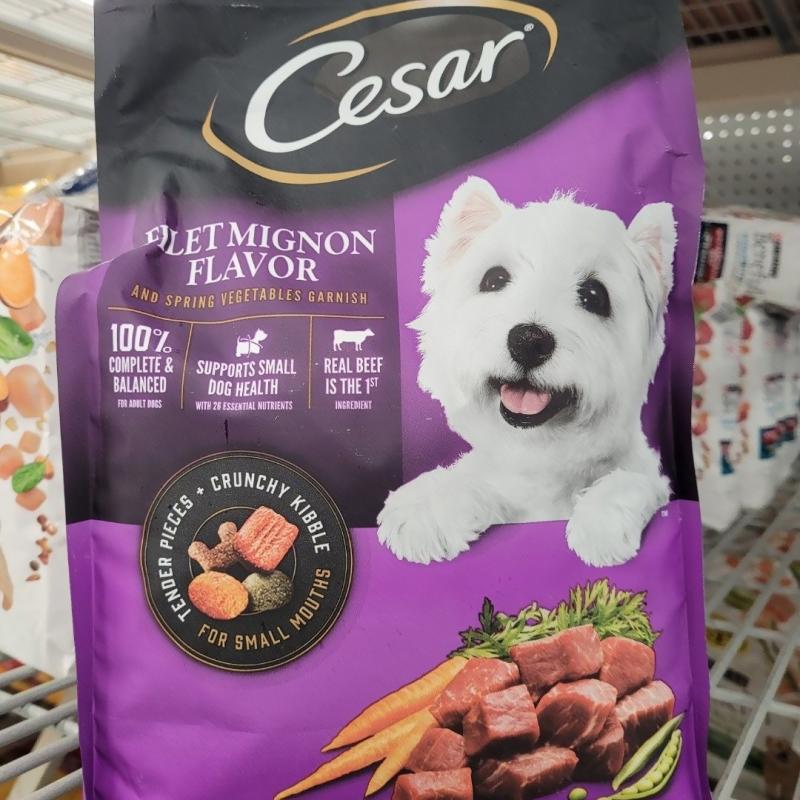 Cesar®
FILET MIGNON
FLAVOR
AND SPRING VEGETABLES GARNISH
100%
COMPLETE &
BALANCED
FOR ADULT DOGS
SUPPORTS SMALL
DOG HEALTH
WITH 26 ESSENTIAL NUTRIENTS
REAL BEEF
IS THE 1ST
INGREDIENT
TENDER PIECES + CRUNCHY KIBBLE
FOR SMALL MOUTHS
TM